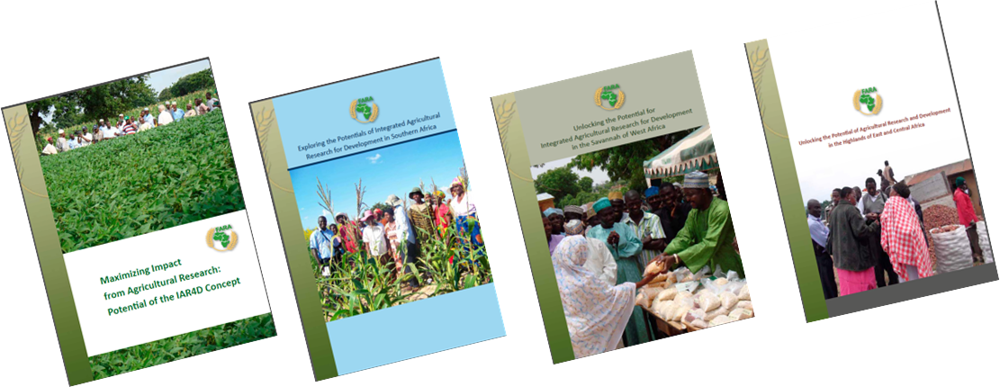 FARA
Maximizing Impact
from Agricultural Research:
Potential of the IAR4D Concept
FARA
Exploring the Potentials of Integrated Agricultural
Research for Development in Southern Africa
FARA
Unlocking the Potential for
Integrated Agricultural Research for Development
in the Savannah of West Africa
FARA
Unlocking the Potential of Agricultural Research and Development
in the Highlands of East and Central Africa